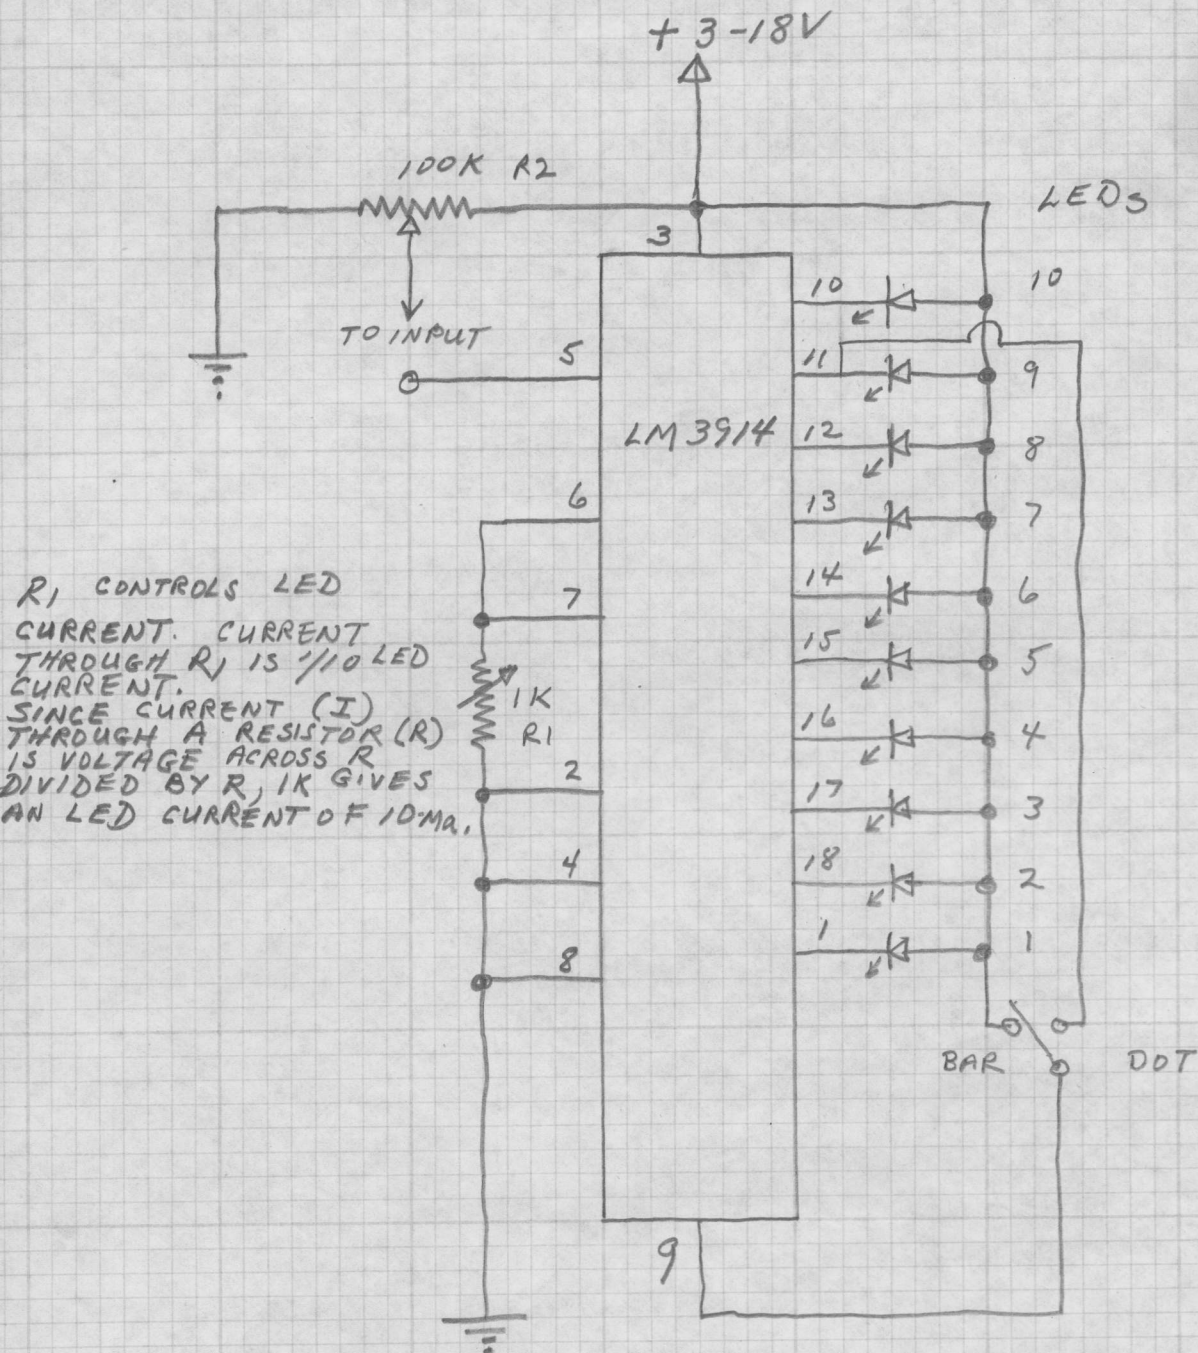 + 3-18V
100K R2
LEDs
3
10
10
TO INPUT
5
11
9
LM3914
12
8
6
13
7
R1 CONTROLS LED
CURRENT. CURRENT
THROUGH R1 IS 1/10 LED
CURRENT.
SINCE CURRENT (I)
THROUGH A RESISTOR (R)
IS VOLTAGE ACROSS R
DIVIDED BY R, 1K GIVES
AN LED CURRENT OF 10 Ma.
7
14
6
15
5
1K
R1
16
4
2
17
3
4
18
2
8
1
1
BAR
DOT
9